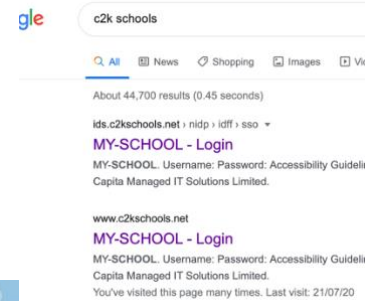 gle
c2k schools
All News Shopping Images
About 44,700 results (0.45 seconds)
ids.c2kschools.net › nidp › idff › sso
MY-SCHOOL - Login
MY-SCHOOL. Username: Password: Accessibility
Capita Managed IT Solutions Limited.
www.c2kschools.net
MY-SCHOOL - Login
MY-SCHOOL. Username: Password: Accessibility
Capita Managed IT Solutions Limited.
You've visited this page many times. Last visit: 21/07/20